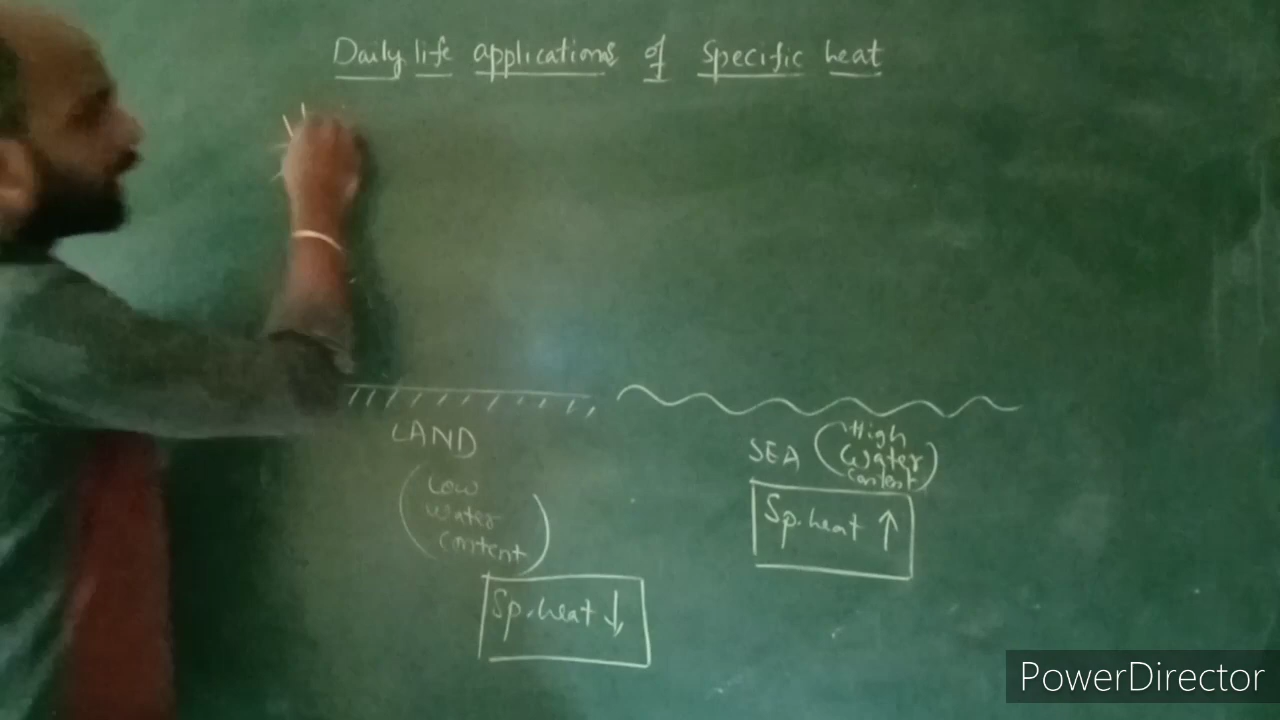 Daily life applications of Specific heat
LAND
(Low
water
content)
Sp. heat ↓
SEA (High
Water
content)
Sp. heat ↑
PowerDirector